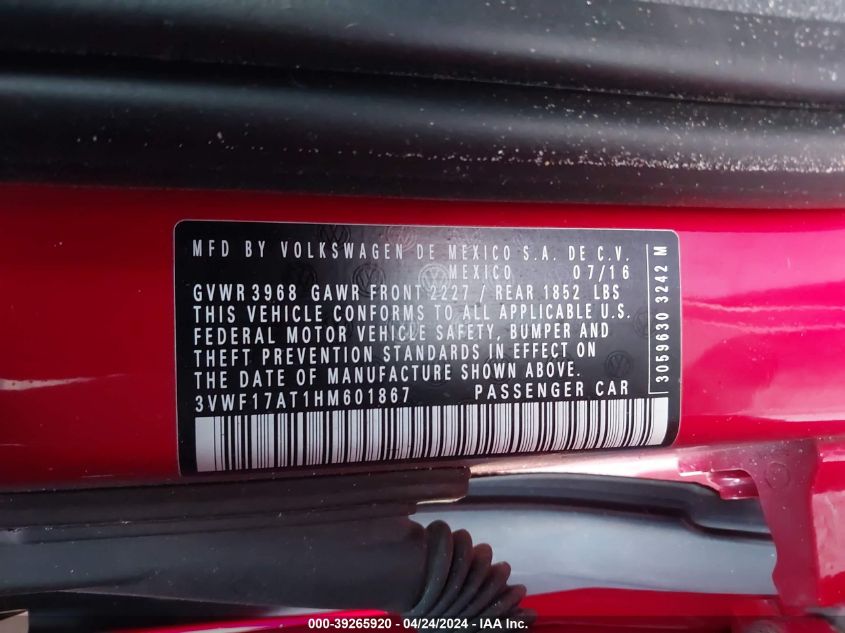 MFD BY VOLKSWAGEN DE MEXICO S.A. DE C.V.
MEXICO 07/16
GVWR 3968 GAWR FRONT 2227 / REAR 1852 LBS
THIS VEHICLE CONFORMS TO ALL APPLICABLE U.S.
FEDERAL MOTOR VEHICLE SAFETY, BUMPER AND
THEFT PREVENTION STANDARDS IN EFFECT ON
THE DATE OF MANUFACTURE SHOWN ABOVE.
3VWF17AT1HM601867 PASSENGER CAR
3059630 3242 M
000-39265920 - 04/24/2024 - IAA Inc.